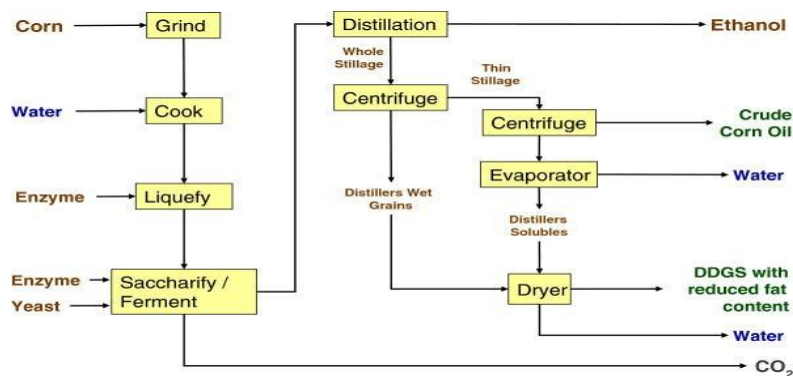 Corn
Grind
Distillation
Ethanol
Whole
Stillage
Thin
Stillage
Water
Cook
Centrifuge
Centrifuge
Crude
Corn Oil
Enzyme
Liquefy
Distillers Wet
Grains
Evaporator
Water
Distillers
Solubles
Enzyme
Yeast
Saccharify /
Ferment
Dryer
DDGS with
reduced fat
content
Water
CO₂